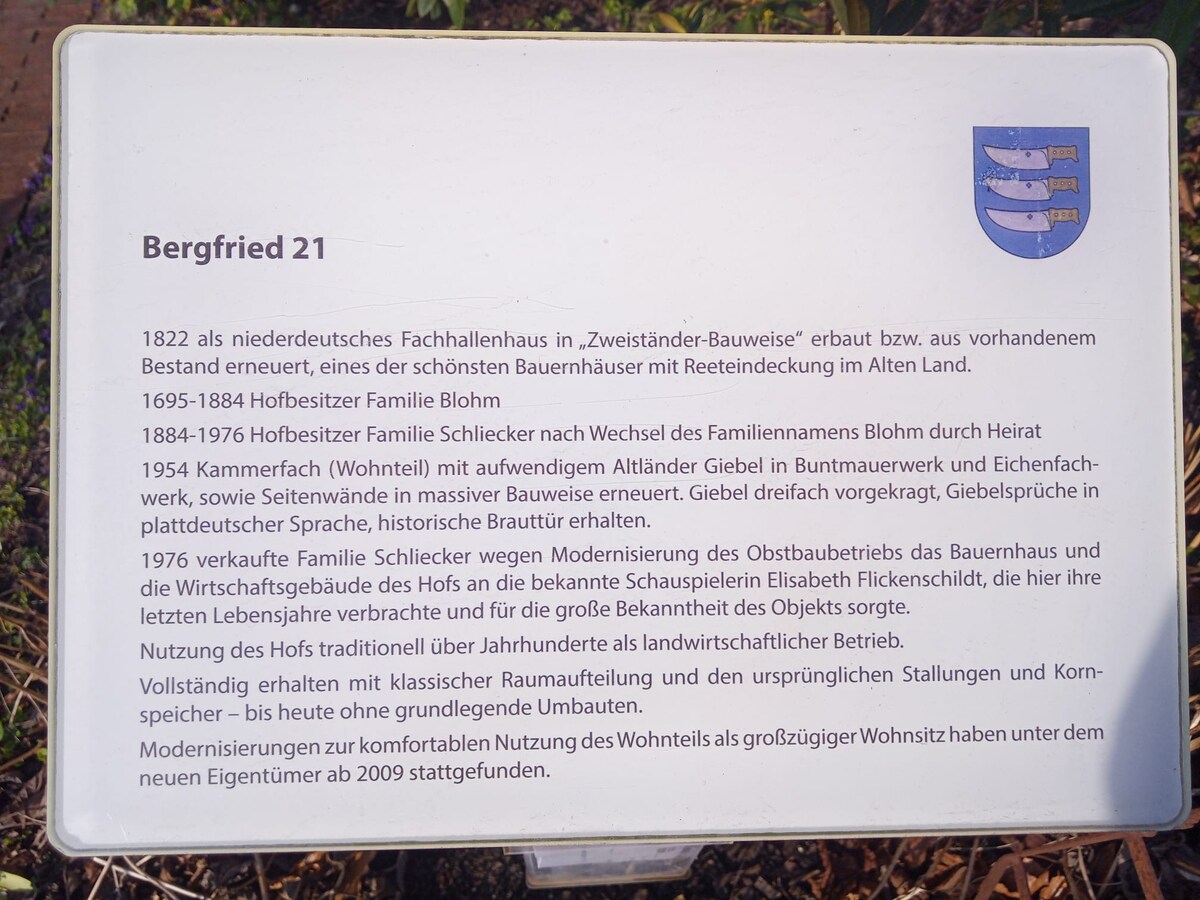 Bergfried 21
1822 als niederdeutsches Fachhallenhaus in „Zweiständer-Bauweise“ erbaut bzw. aus vorhandenem
Bestand erneuert, eines der schönsten Bauernhäuser mit Reeteindeckung im Alten Land.
1695-1884 Hofbesitzer Familie Blohm
1884-1976 Hofbesitzer Familie Schliecker nach Wechsel des Familiennamens Blohm durch Heirat
1954 Kammerfach (Wohnteil) mit aufwendigem Altländer Giebel in Buntmauerwerk und Eichenfach-
werk, sowie Seitenwände in massiver Bauweise erneuert. Giebel dreifach vorgekragt, Giebelsprüche in
plattdeutscher Sprache, historische Brauttür erhalten.
1976 verkaufte Familie Schliecker wegen Modernisierung des Obstbaubetriebs das Bauernhaus und
die Wirtschaftsgebäude des Hofs an die bekannte Schauspielerin Elisabeth Flickenschildt, die hier ihre
letzten Lebensjahre verbrachte und für die große Bekanntheit des Objekts sorgte.
Nutzung des Hofs traditionell über Jahrhunderte als landwirtschaftlicher Betrieb.
Vollständig erhalten mit klassischer Raumaufteilung und den ursprünglichen Stallungen und Korn-
speicher – bis heute ohne grundlegende Umbauten.
Modernisierungen zur komfortablen Nutzung des Wohnteils als großzügiger Wohnsitz haben unter dem
neuen Eigentümer ab 2009 stattgefunden.